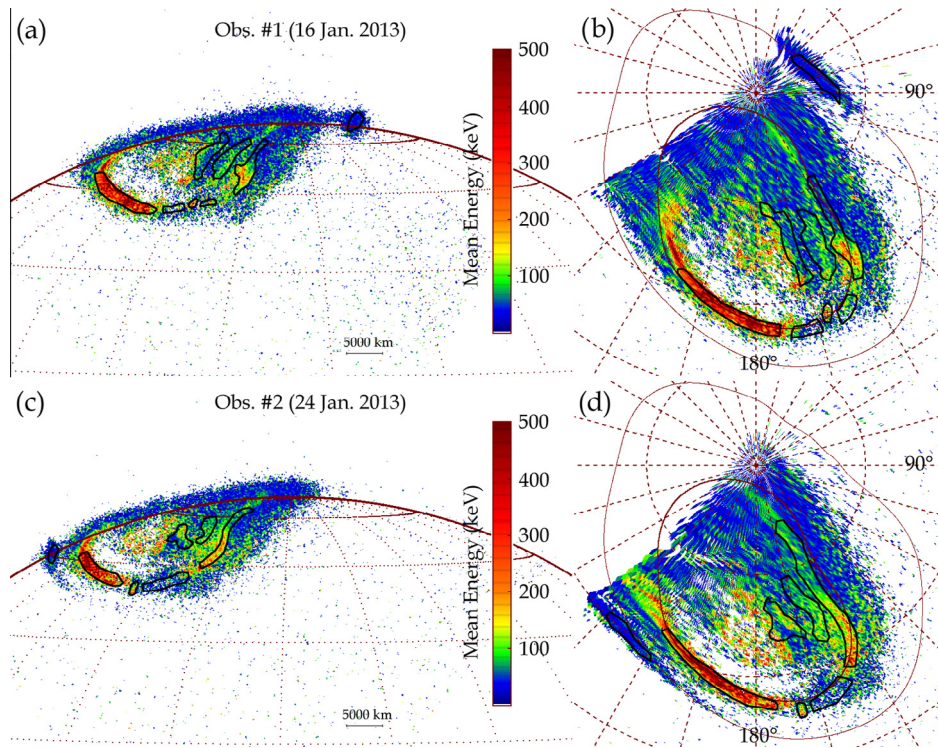 (a)
Obs. #1 (16 Jan. 2013)
500
400
300
200
100
Mean Energy (keV)
5000 km
(b)
90°
180°
(c)
Obs. #2 (24 Jan. 2013)
500
400
300
200
100
Mean Energy (keV)
5000 km
(d)
90°
180°